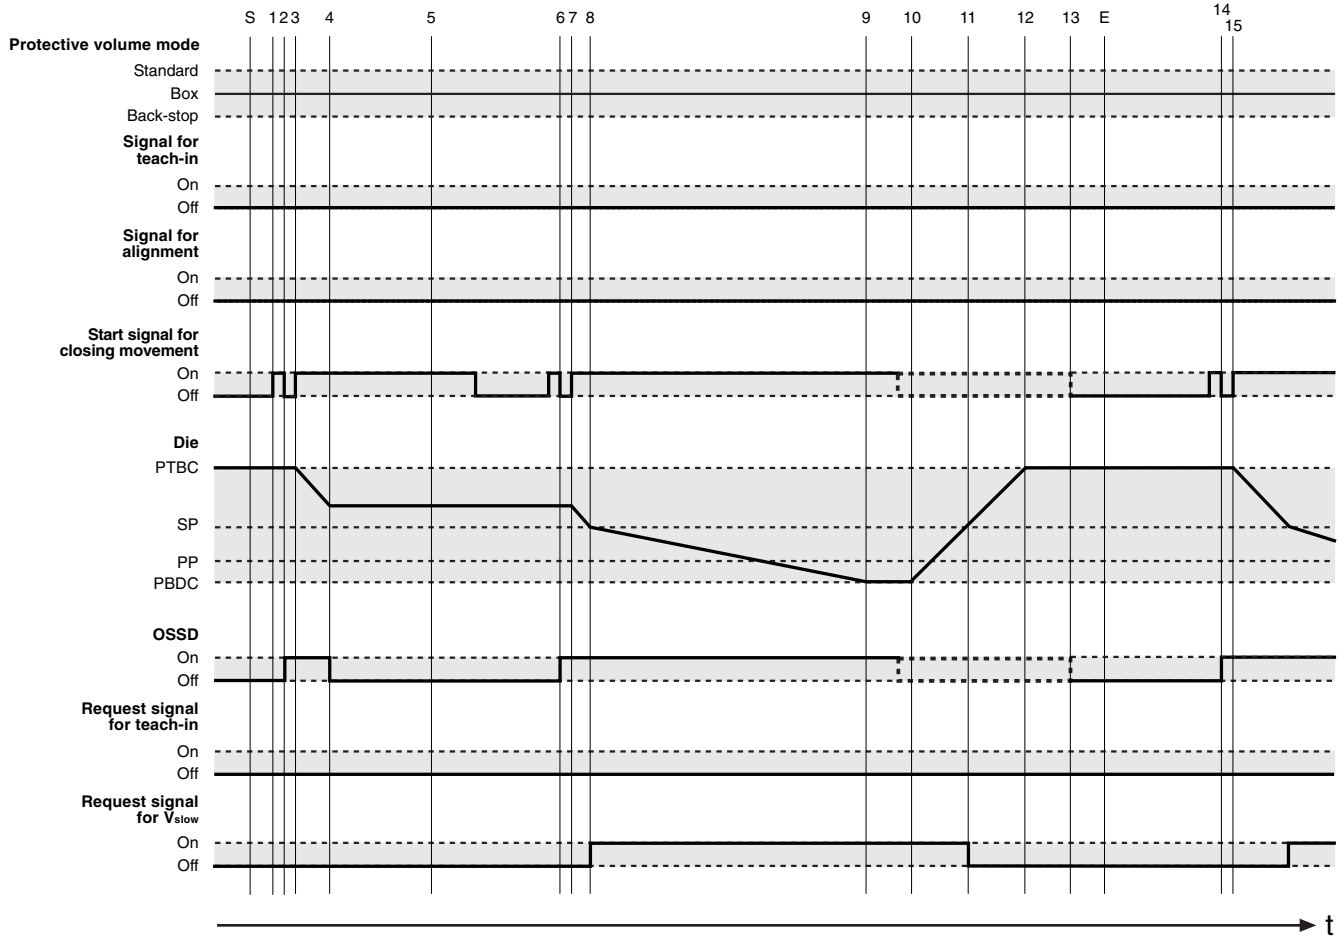 S 1 2 3 4 5 6 7 8 9 10 11 12 13 E 14
15
Protective volume mode
Standard
Box
Back-stop
Signal for
teach-in
On
Off
Signal for
alignment
On
Off
Start signal for
closing movement
On
Off
Die
PTBC
SP
PP
PBDC
OSSD
On
Off
Request signal
for teach-in
On
Off
Request signal
for Vslow
On
Off
t